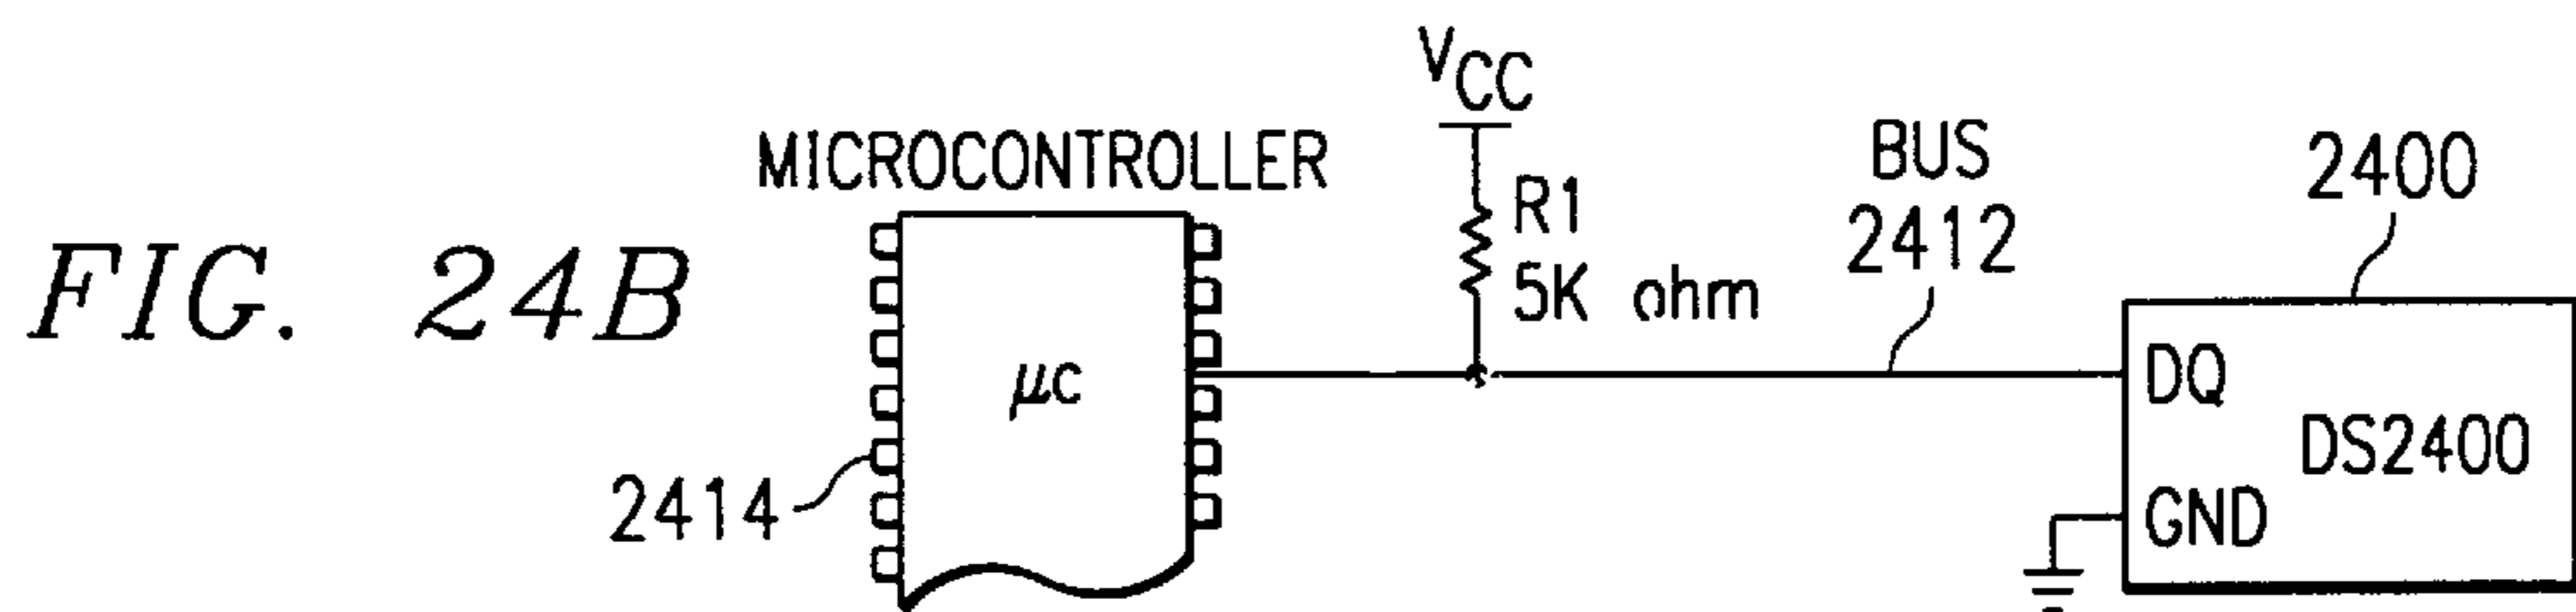 FIG. 24B
MICROCONTROLLER
μc
2414
VCC
R1
5K ohm
BUS
2412
2400
DQ
DS2400
GND